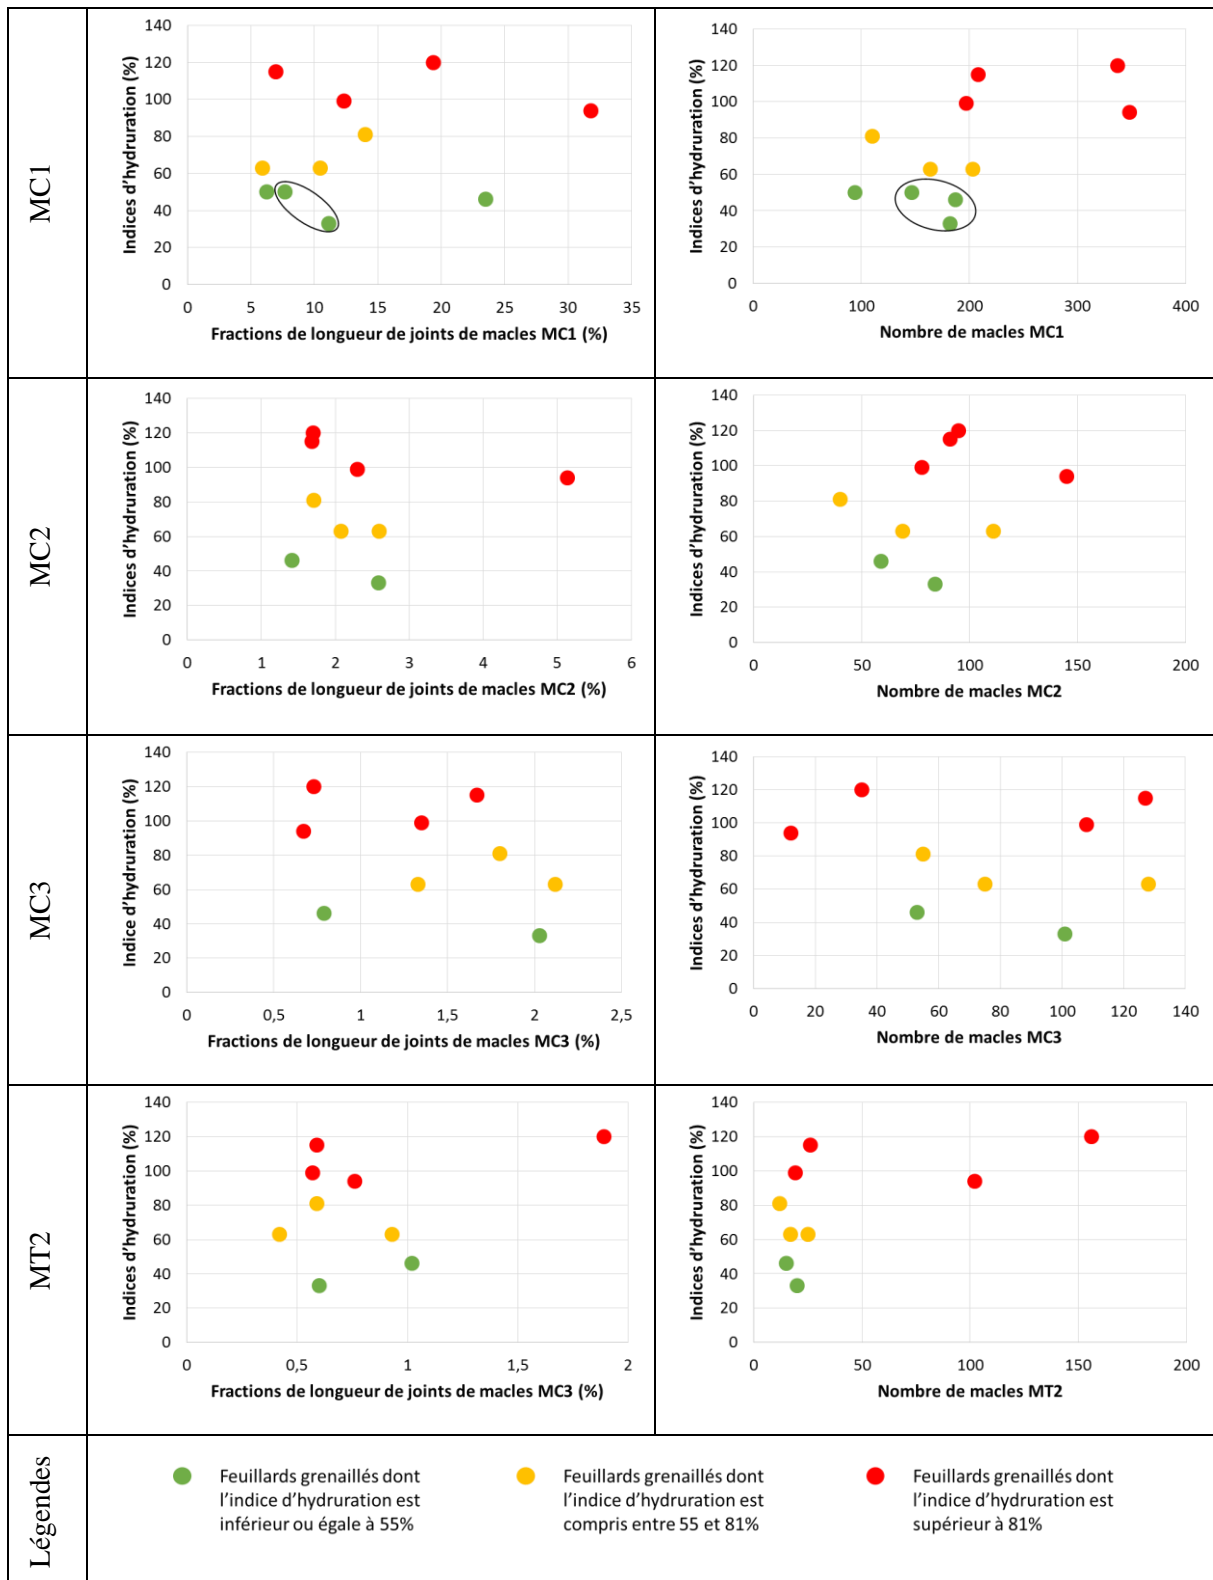 MC1
Indices d’hydruration (%)
140
120
100
80
60
40
20
0
0 5 10 15 20 25 30 35
Fractions de longueur de joints de macles MC1 (%)
Indices d’hydruration (%)
140
120
100
80
60
40
20
0
0 100 200 300 400
Nombre de macles MC1
MC2
Indices d’hydruration (%)
140
120
100
80
60
40
20
0
0 1 2 3 4 5 6
Fractions de longueur de joints de macles MC2 (%)
Indices d’hydruration (%)
140
120
100
80
60
40
20
0
0 50 100 150 200
Nombre de macles MC2
MC3
Indice d’hydruration (%)
140
120
100
80
60
40
20
0
0 0,5 1 1,5 2 2,5
Fractions de longueur de joints de macles MC3 (%)
Indices d’hydruration (%)
140
120
100
80
60
40
20
0
0 20 40 60 80 100 120 140
Nombre de macles MC3
MT2
Indices d’hydruration (%)
140
120
100
80
60
40
20
0
0 0,5 1 1,5 2
Fractions de longueur de joints de macles MC3 (%)
Indices d’hydruration (%)
140
120
100
80
60
40
20
0
0 50 100 150 200
Nombre de macles MT2
Légendes
Feuillards grenaillés dont
l’indice d’hydruration est
inférieur ou égale à 55%
Feuillards grenaillés dont
l’indice d’hydruration est
compris entre 55 et 81%
Feuillards grenaillés dont
l’indice d’hydruration est
supérieur à 81%